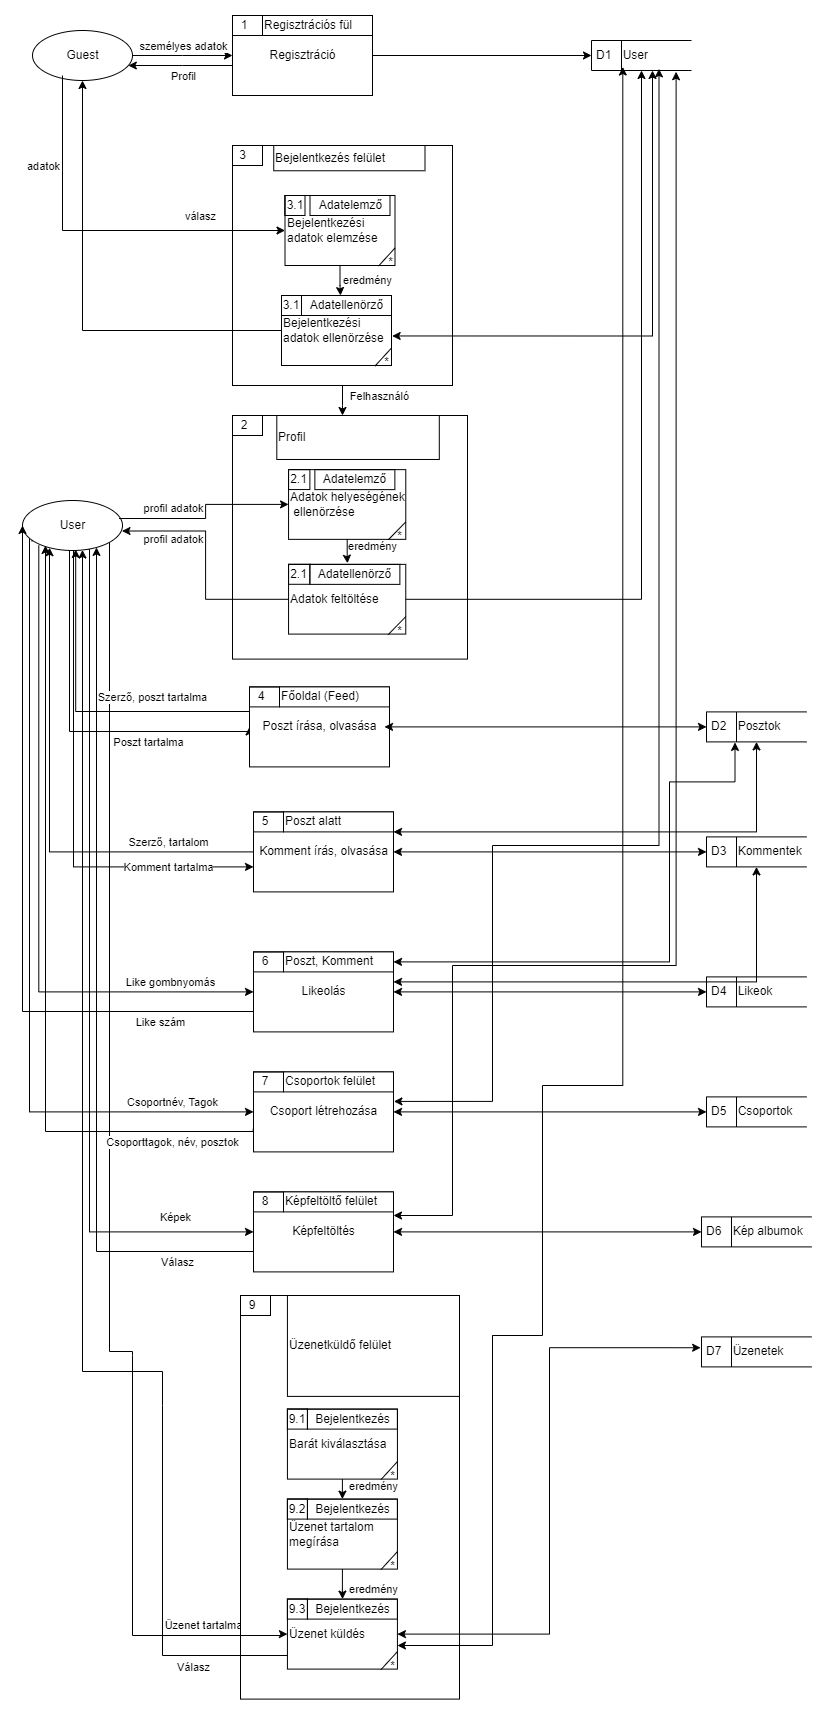 1
Regisztrációs fül
Guest
személyes adatok
Regisztráció
Profil
D1
User
3
Bejelentkezés felület
adatok
válasz
3.1
Adatelemző
Bejelentkezési
adatok elemzése
*
eredmény
3.1
Adatellenörző
Bejelentkezési
adatok ellenörzése
*
Felhasználó
2
Profil
2.1
Adatelemző
Adatok helyeségének
ellenörzése
*
User
profil adatok
profil adatok
eredmény
2.1
Adatellenörző
Adatok feltöltése
*
4
Főoldal (Feed)
Szerző, poszt tartalma
Poszt írása, olvasása
Poszt tartalma
D2
Posztok
5
Poszt alatt
Szerző, tartalom
Komment írás, olvasása
Komment tartalma
D3
Kommentek
6
Poszt, Komment
Like gombnyomás
Likeolás
Like szám
D4
Likeok
7
Csoportok felület
Csoportnév, Tagok
Csoport létrehozása
Csoporttagok, név, posztok
D5
Csoportok
8
Képfeltöltő felület
Képek
Képfeltöltés
Válasz
D6
Kép albumok
9
Üzenetküldő felület
D7
Üzenetek
9.1
Bejelentkezés
Barát kiválasztása
*
eredmény
9.2
Bejelentkezés
Üzenet tartalom
megírása
*
eredmény
9.3
Bejelentkezés
Üzenet tartalma
Üzenet küldés
*
Válasz